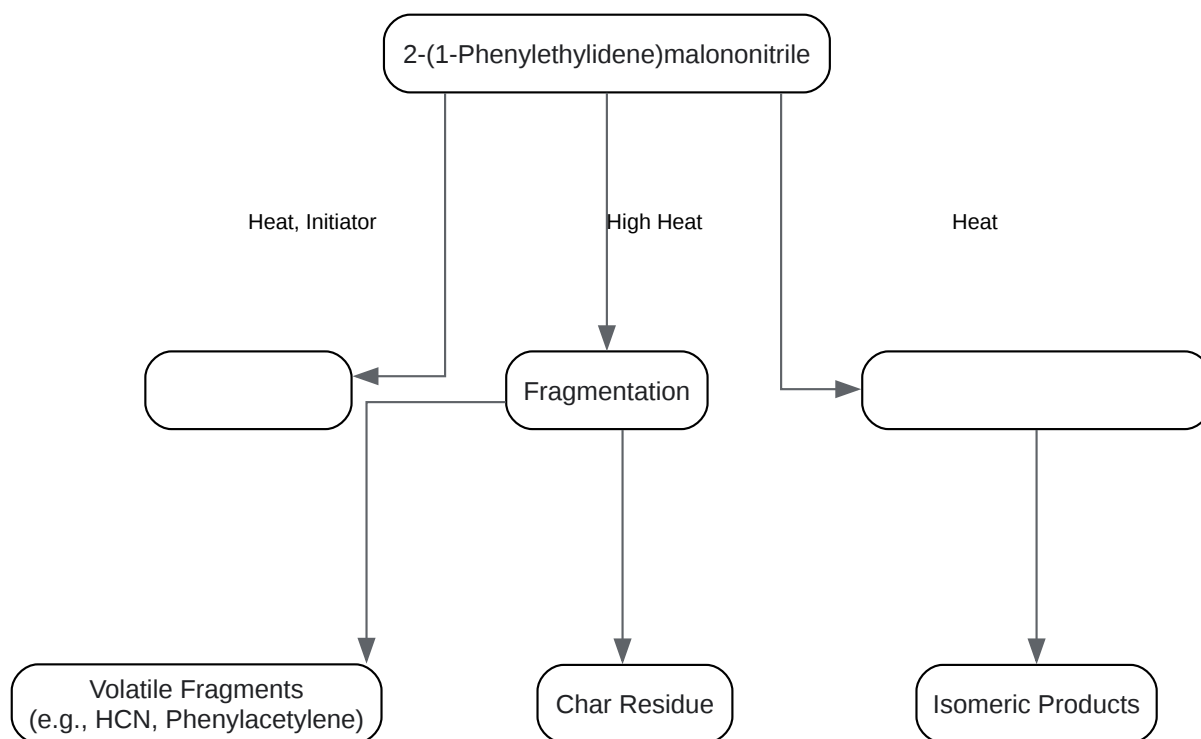 2-(1-Phenylethylidene)malononitrile
Heat, Initiator
High Heat
Heat
Fragmentation
Volatile Fragments
(e.g., HCN, Phenylacetylene)
Char Residue
Isomeric Products